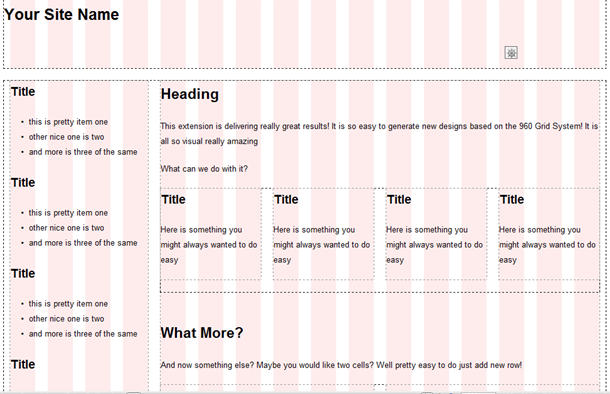 Your Site Name
Title
• this is pretty item one
• other nice one is two
• and more is three of the same
Title
• this is pretty item one
• other nice one is two
• and more is three of the same
Title
• this is pretty item one
• other nice one is two
• and more is three of the same
Title
Heading
This extension is delivering really great results! It is so easy to generate new designs based on the 960 Grid System! It is
all so visual really amazing
What can we do with it?
Title
Here is something you
might always wanted to do
easy
Title
Here is something you
might always wanted to do
easy
Title
Here is something you
might always wanted to do
easy
Title
Here is something you
might always wanted to do
easy
What More?
And now something else? Maybe you would like two cells? Well pretty easy to do just add new row!